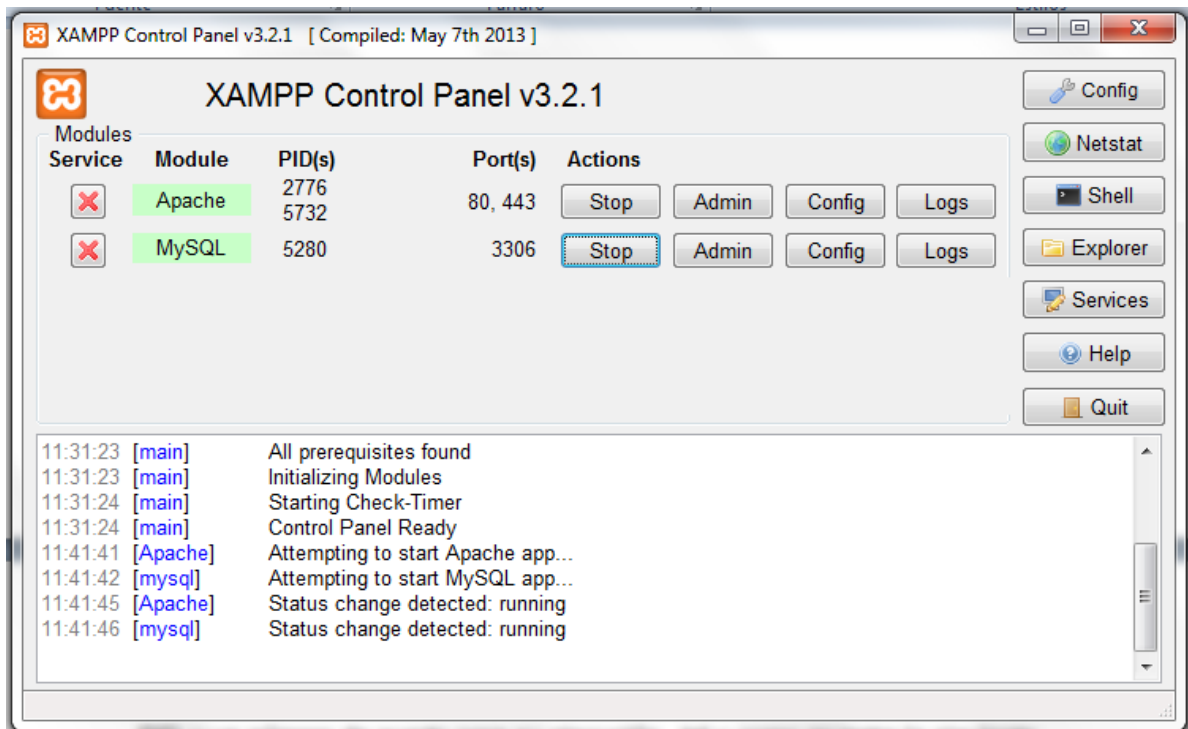 XAMPP Control Panel v3.2.1 [ Compiled: May 7th 2013 ]
XAMPP Control Panel v3.2.1
Modules
Service Module PID(s) Port(s) Actions
Apache 2776 5732 80, 443 Stop Admin Config Logs
MySQL 5280 3306 Stop Admin Config Logs
Config
Netstat
Shell
Explorer
Services
Help
Quit
11:31:23 [main] All prerequisites found
11:31:23 [main] Initializing Modules
11:31:24 [main] Starting Check-Timer
11:31:24 [main] Control Panel Ready
11:41:41 [Apache] Attempting to start Apache app...
11:41:42 [mysql] Attempting to start MySQL app...
11:41:45 [Apache] Status change detected: running
11:41:46 [mysql] Status change detected: running